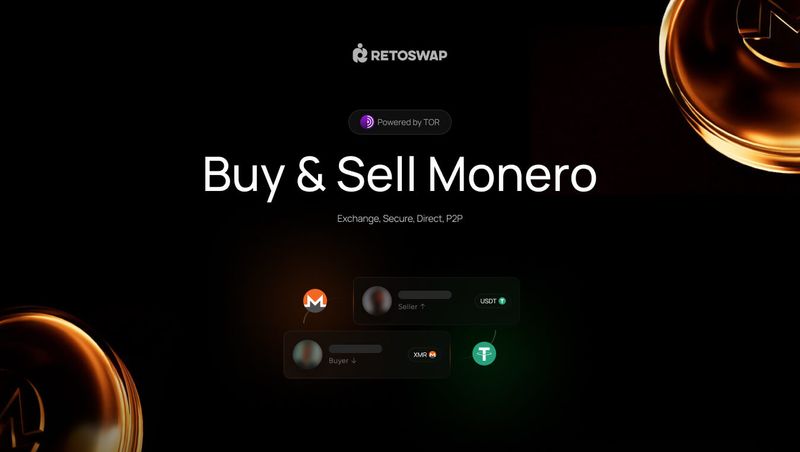 RETOSWAP
Powered by TOR
Buy & Sell Monero
Exchange, Secure, Direct, P2P
Seller ↑
USDT
Buyer ↓
XMR